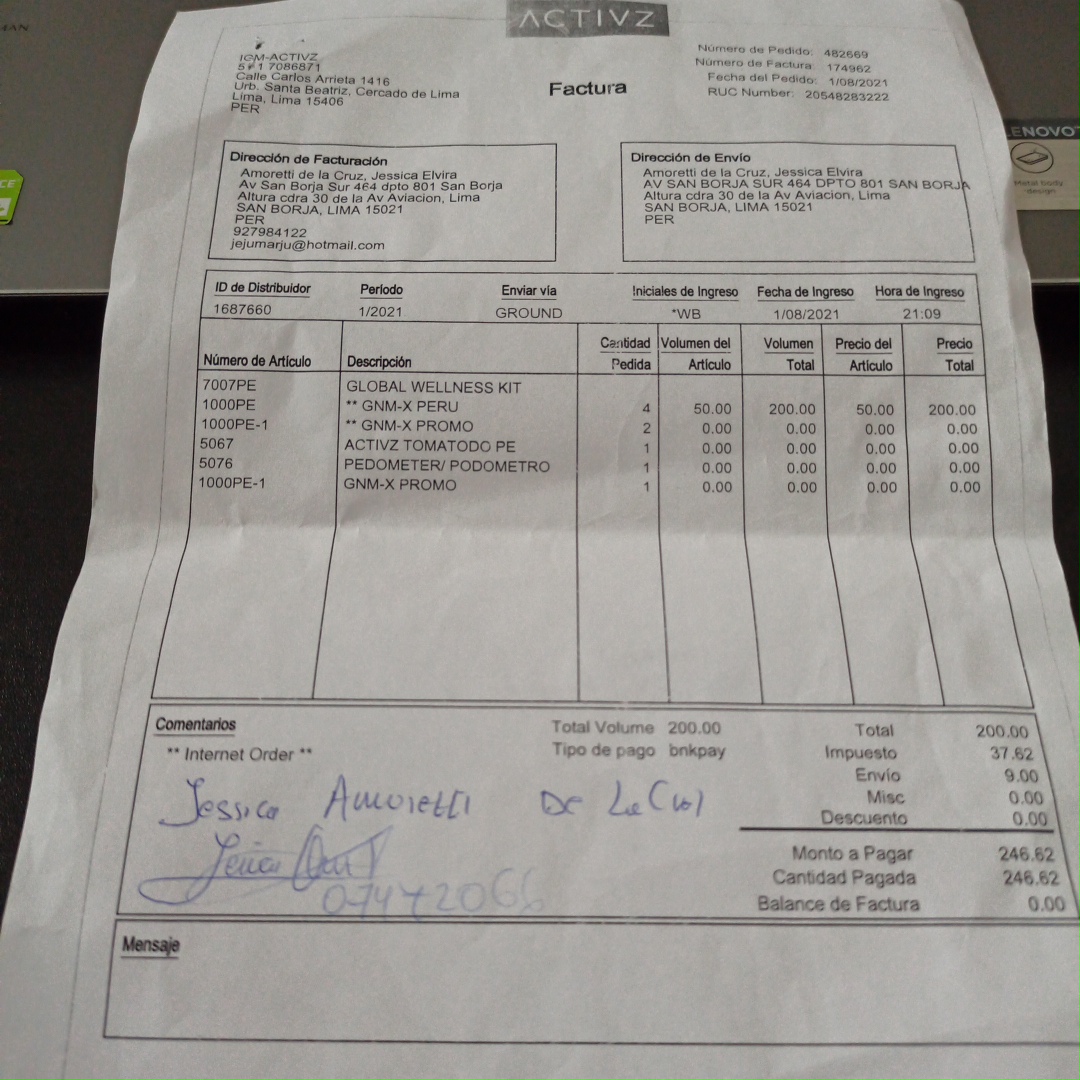 ACTIVZ
IGM-ACTIVZ
511 7086871
Calle Carlos Arrieta 1416
Urb. Santa Beatriz, Cercado de Lima
Lima, Lima 15406
PER
Factura
Número de Pedido: 482669
Número de Factura: 174962
Fecha del Pedido: 1/08/2021
RUC Number: 20548283222
Dirección de Facturación
Amoretti de la Cruz, Jessica Elvira
Av San Borja Sur 464 dpto 801 San Borja
Altura cdra 30 de la Av Aviacion, Lima
SAN BORJA, LIMA 15021
PER
927984122
jejumarju@hotmail.com
Dirección de Envío
Amoretti de la Cruz, Jessica Elvira
AV SAN BORJA SUR 464 DPTO 801 SAN BORJA
Altura cdra 30 de la Av Aviacion, Lima
SAN BORJA, LIMA 15021
PER
ID de Distribuidor Período Enviar vía Iniciales de Ingreso Fecha de Ingreso Hora de Ingreso
1687660 1/2021 GROUND *WB 1/08/2021 21:09
Número de Artículo Descripción Cantidad Pedida Volumen del Artículo Volumen Total Precio del Artículo Precio Total
7007PE GLOBAL WELLNESS KIT
1000PE ** GNM-X PERU 4 50.00 200.00 50.00 200.00
1000PE-1 ** GNM-X PROMO 2 0.00 0.00 0.00 0.00
5067 ACTIVZ TOMATODO PE 1 0.00 0.00 0.00 0.00
5076 PEDOMETER/ PODOMETRO 1 0.00 0.00 0.00 0.00
1000PE-1 GNM-X PROMO 1 0.00 0.00 0.00 0.00
Comentarios
** Internet Order **
Total Volume 200.00
Tipo de pago bnkpay
Total 200.00
Impuesto 37.62
Envío 9.00
Misc 0.00
Descuento 0.00
Monto a Pagar 246.62
Cantidad Pagada 246.62
Balance de Factura 0.00
Jessica Amoretti De La Cruz
07472066
Mensaje
LENOVO
Metal body design